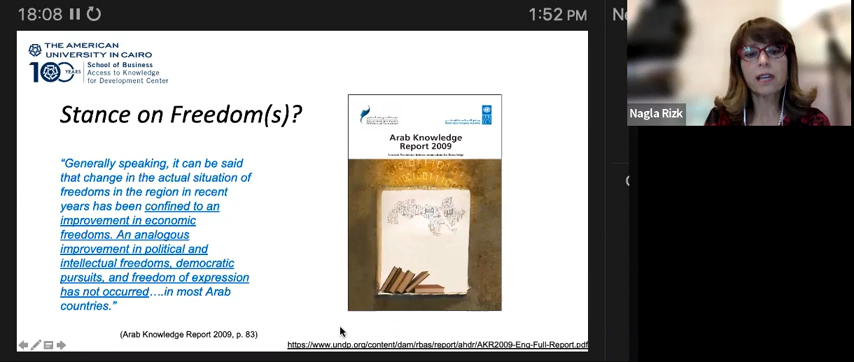 18:08
1:52 PM
THE AMERICAN
UNIVERSITY IN CAIRO
100 YEARS
School of Business
Access to Knowledge
for Development Center
Stance on Freedom(s)?
"Generally speaking, it can be said
that change in the actual situation of
freedoms in the region in recent
years has been confined to an
improvement in economic
freedoms. An analogous
improvement in political and
intellectual freedoms, democratic
pursuits, and freedom of expression
has not occurred….in most Arab
countries."
(Arab Knowledge Report 2009, p. 83)
Arab Knowledge
Report 2009
https://www.undp.org/content/dam/rbas/report/ahdr/AKR2009-Eng-Full-Report.pdf
Nagla Rizk